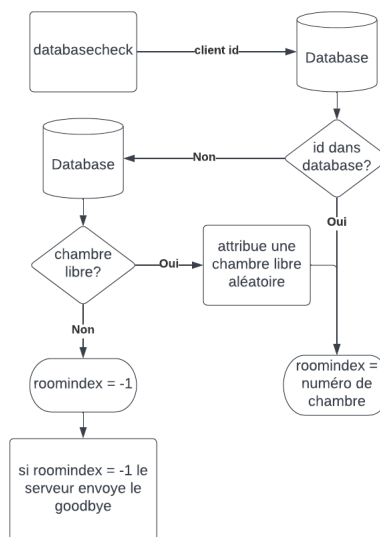 databasecheck
client id
Database
id dans
database?
Non
Database
Oui
chambre
libre?
Oui
attribue une
chambre libre
aléatoire
Non
roomindex = -1
roomindex =
numéro de
chambre
si roomindex = -1 le
serveur envoye le
goodbye